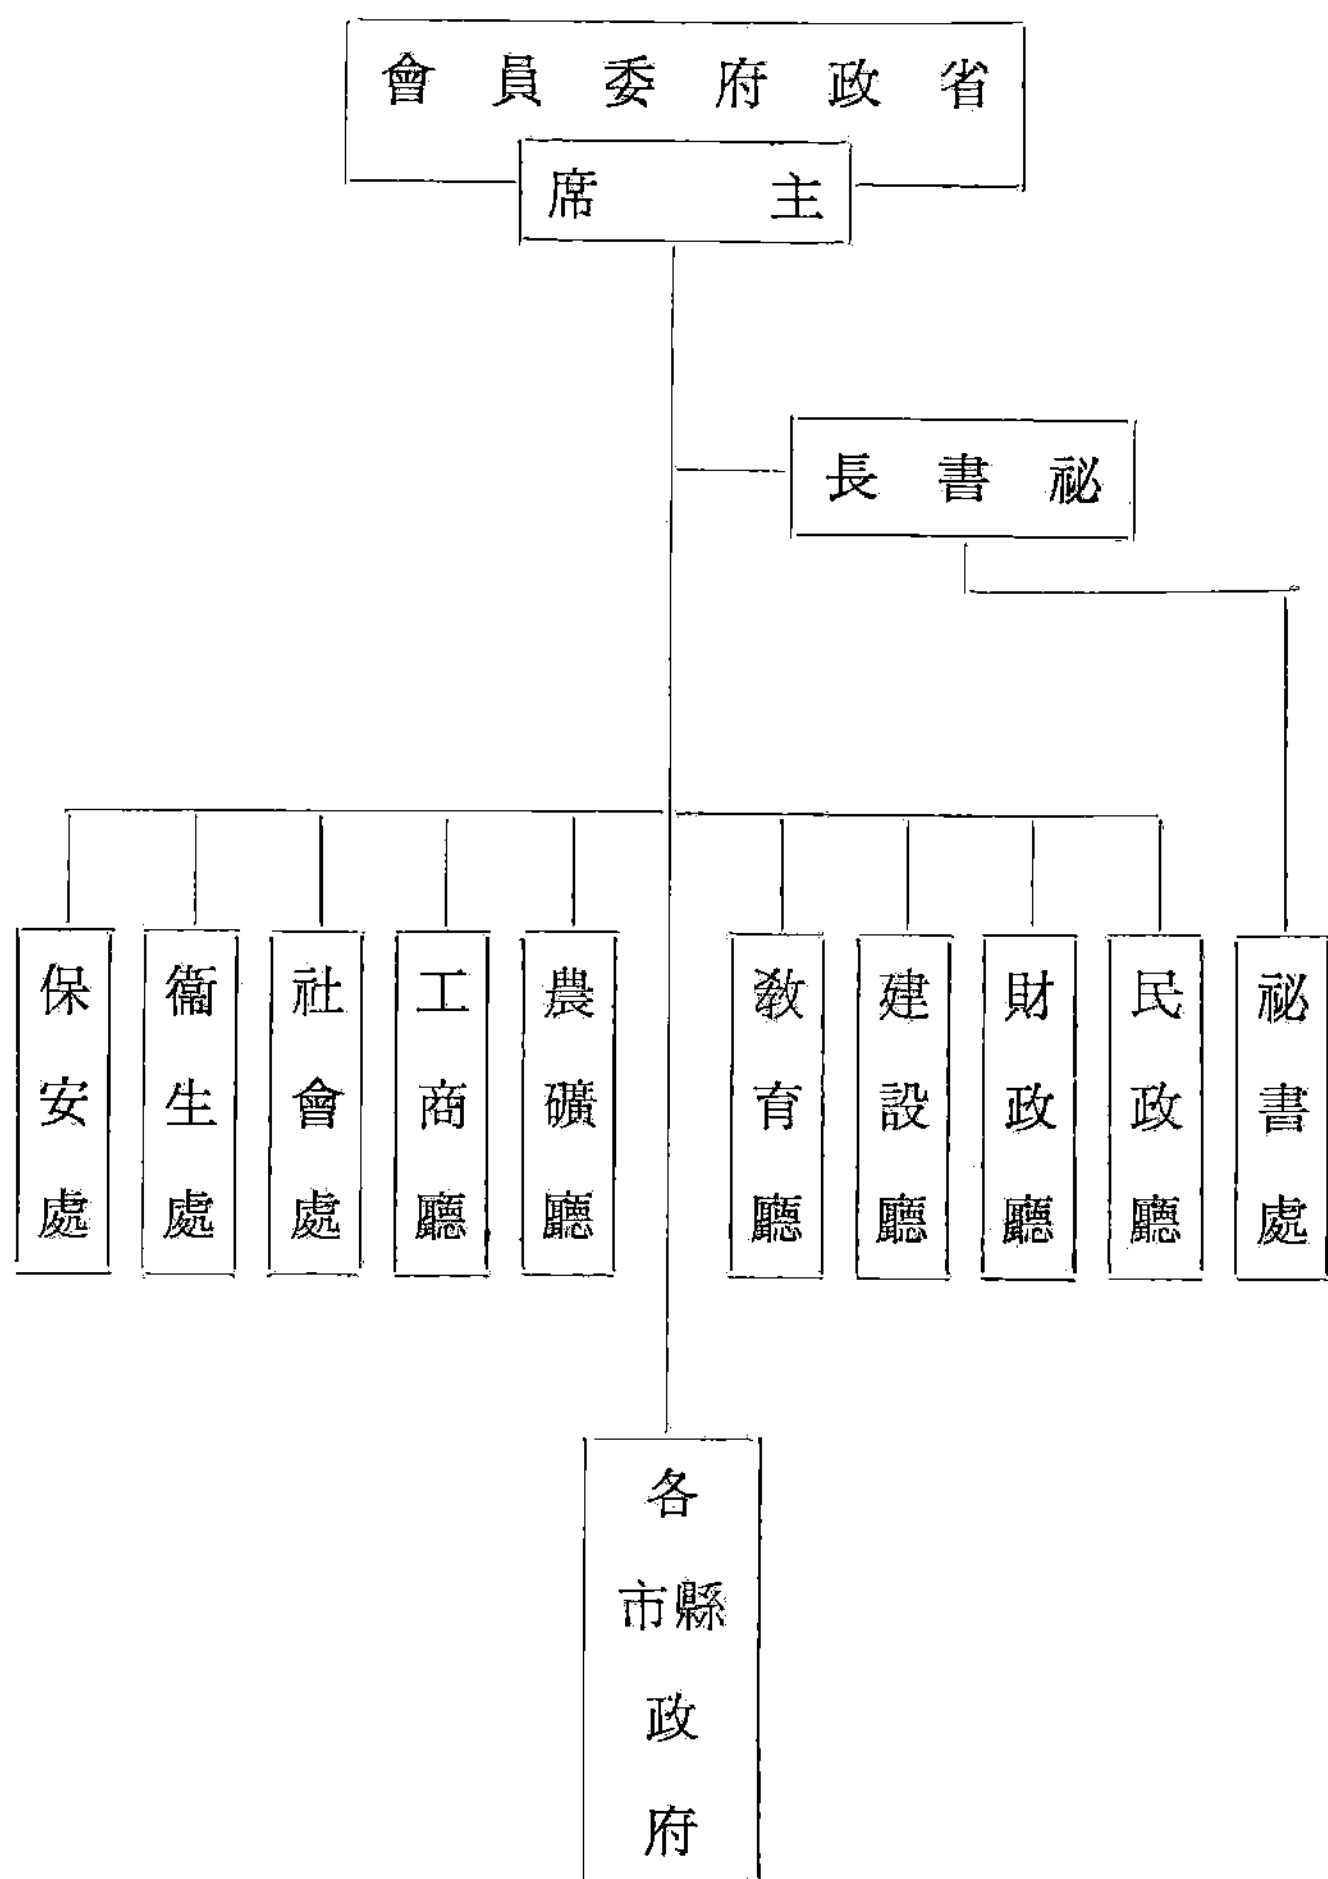 省政府委員會
主席
祕書長
祕書處
民政廳
財政廳
建設廳
敎育廳
農礦廳
工商廳
社會處
衞生處
保安處
各
縣市
政
府